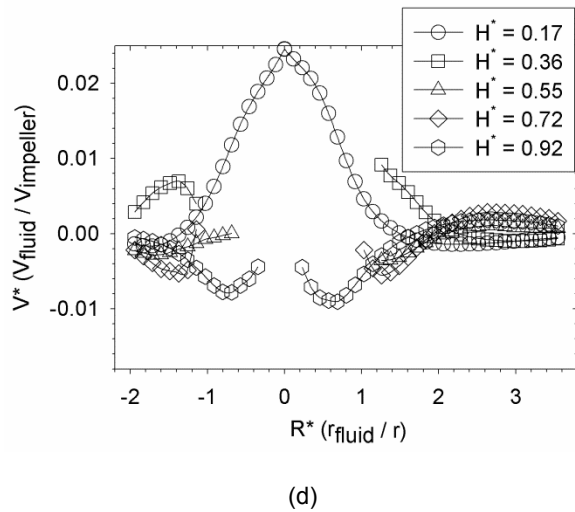 H* = 0.17
H* = 0.36
H* = 0.55
H* = 0.72
H* = 0.92
V* (Vfluid / Vimpeller)
0.02
0.01
0.00
-0.01
-2 -1 0 1 2 3
R* (rfluid / r)
(d)